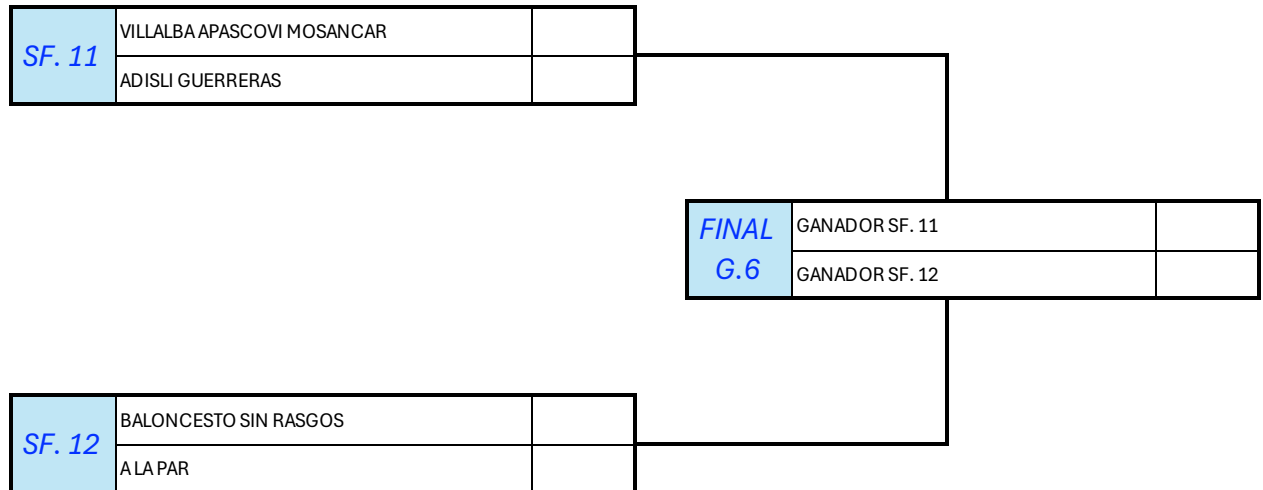 SF. 11
VILLALBA APASCOVI MOSANCAR
ADISLI GUERRERAS
FINAL
G.6
GANADOR SF. 11
GANADOR SF. 12
SF. 12
BALONCESTO SIN RASGOS
A LA PAR